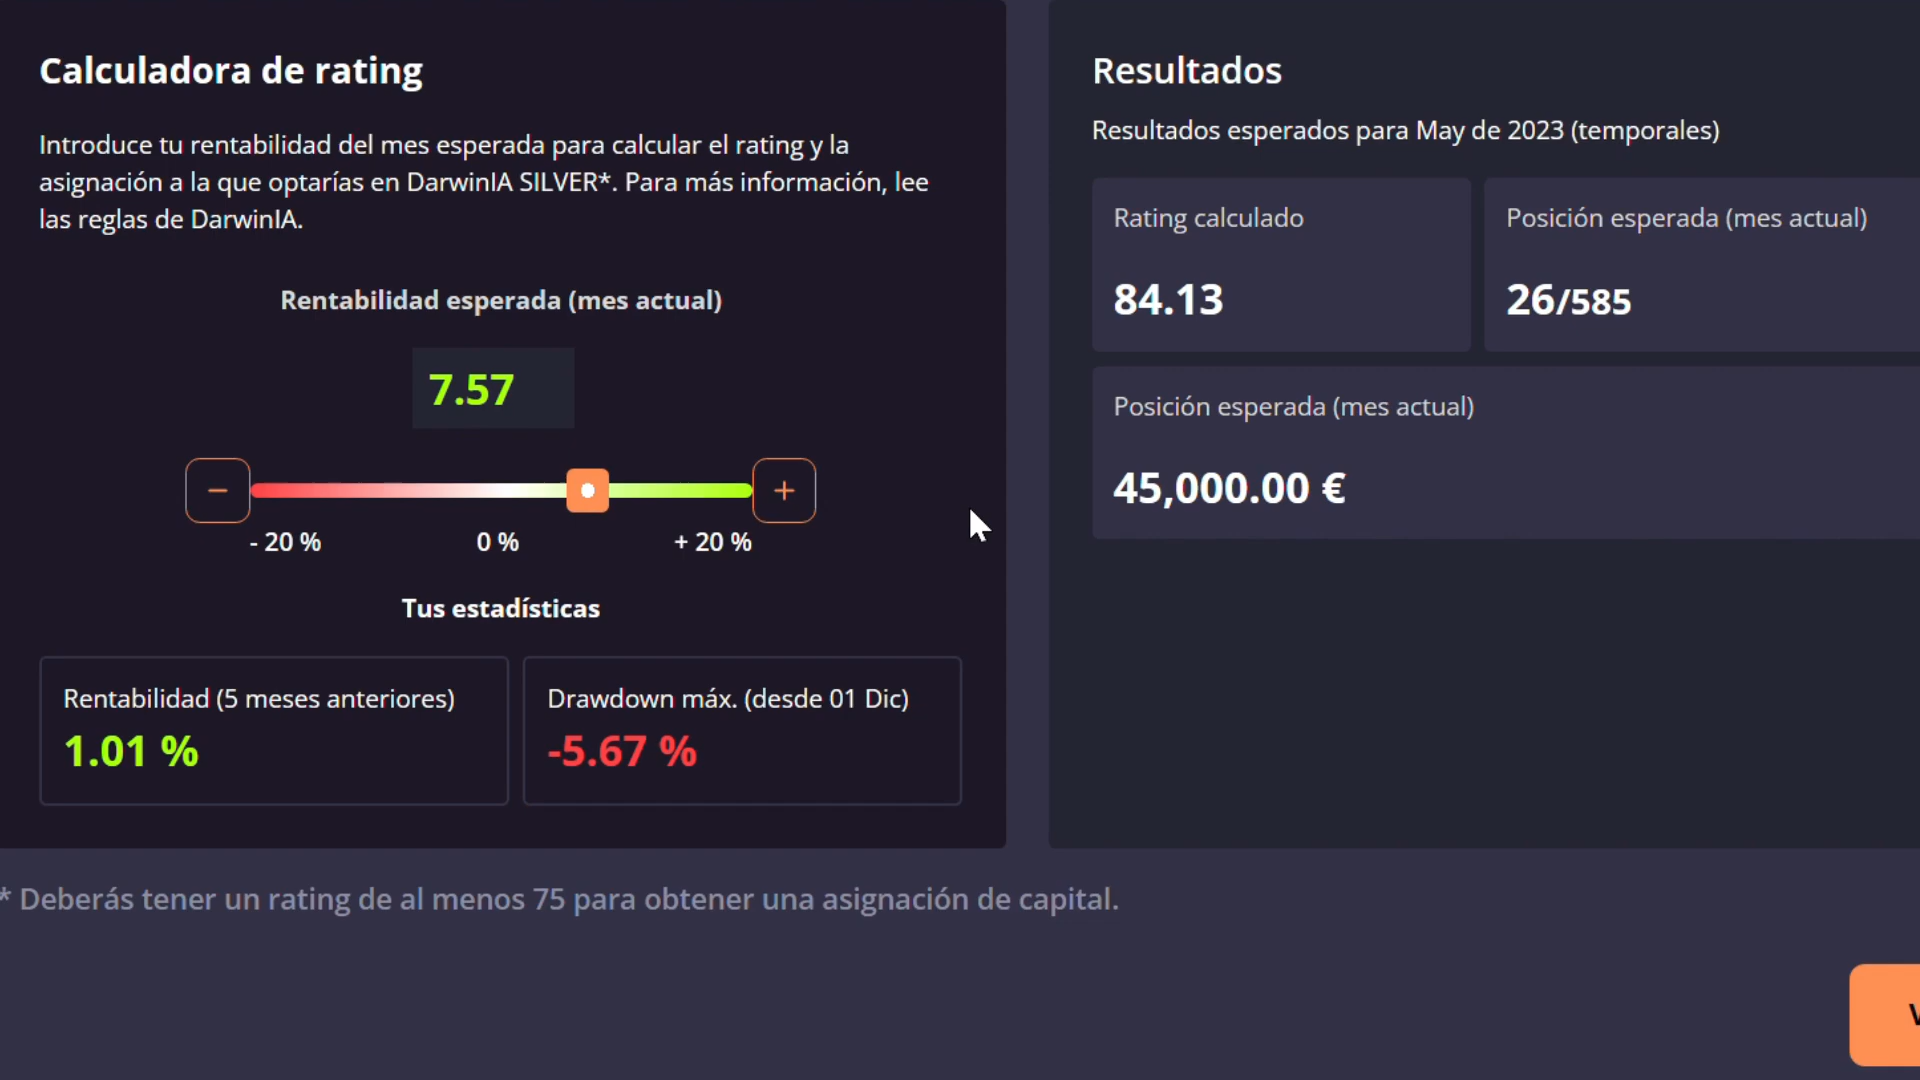 Calculadora de rating
Introduce tu rentabilidad del mes esperada para calcular el rating y la
asignación a la que optarías en DarwinIA SILVER*. Para más información, lee
las reglas de DarwinIA.
Rentabilidad esperada (mes actual)
7.57
- 20 %
0 %
+ 20 %
Tus estadísticas
Rentabilidad (5 meses anteriores)
1.01 %
Drawdown máx. (desde 01 Dic)
-5.67 %
Resultados
Resultados esperados para May de 2023 (temporales)
Rating calculado
84.13
Posición esperada (mes actual)
26/585
Posición esperada (mes actual)
45,000.00 €
* Deberás tener un rating de al menos 75 para obtener una asignación de capital.